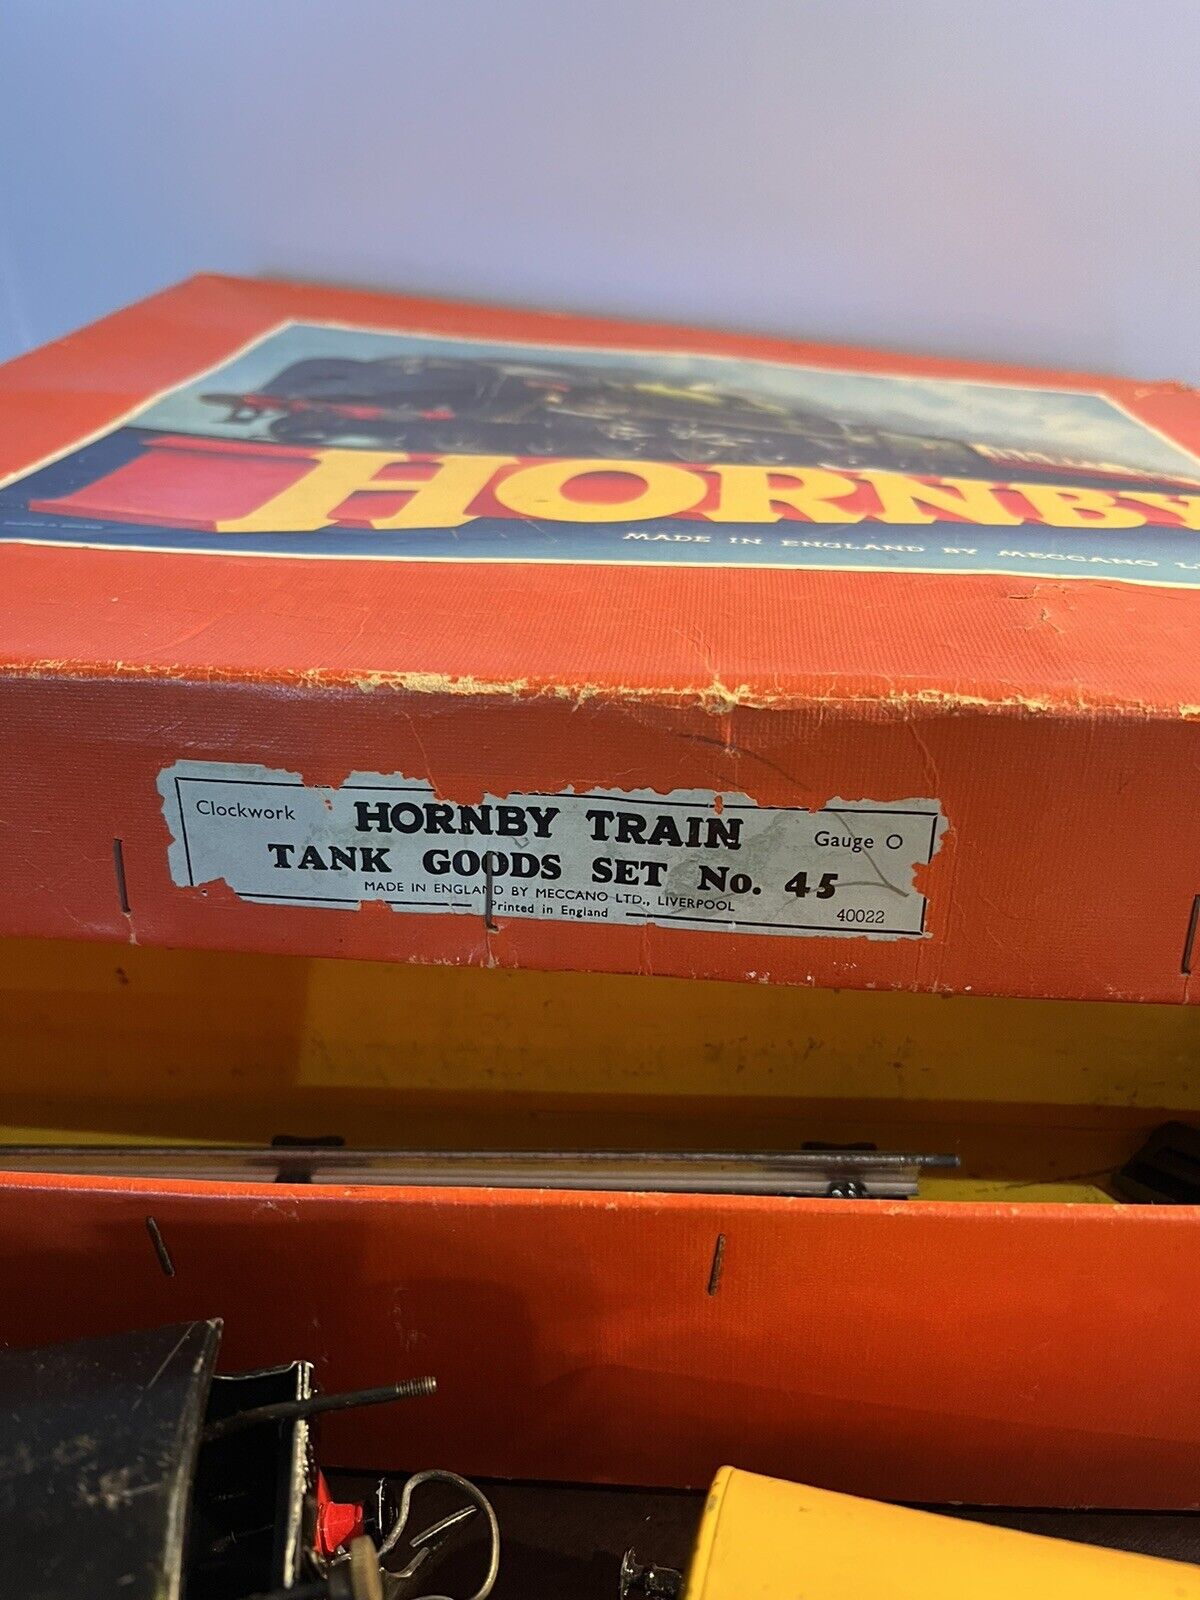 HORNBY
MADE IN ENGLAND BY MECCANO
Clockwork HORNBY TRAIN Gauge O
TANK GOODS SET No. 45
MADE IN ENGLAND BY MECCANO LTD., LIVERPOOL
Printed in England 40022